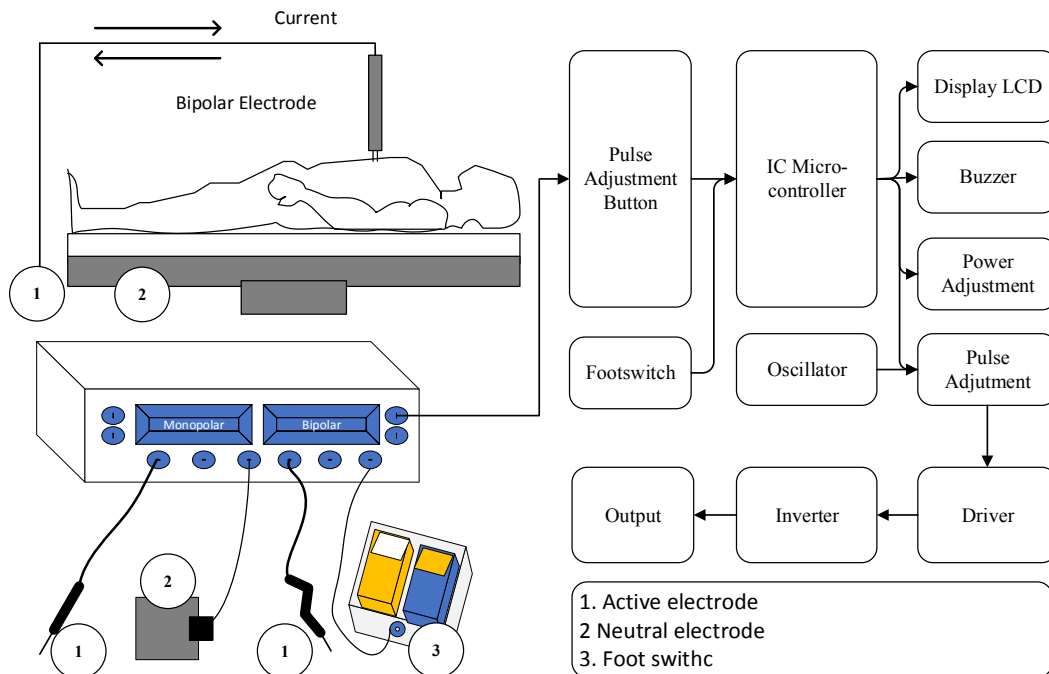 Current
Bipolar Electrode
1
2
Monopolar
Bipolar
2
1
1
3
Pulse
Adjustment
Button
IC Micro-
controller
Display LCD
Buzzer
Power
Adjustment
Footswitch
Oscillator
Pulse
Adjutment
Output
Inverter
Driver
1. Active electrode
2 Neutral electrode
3. Foot swithc